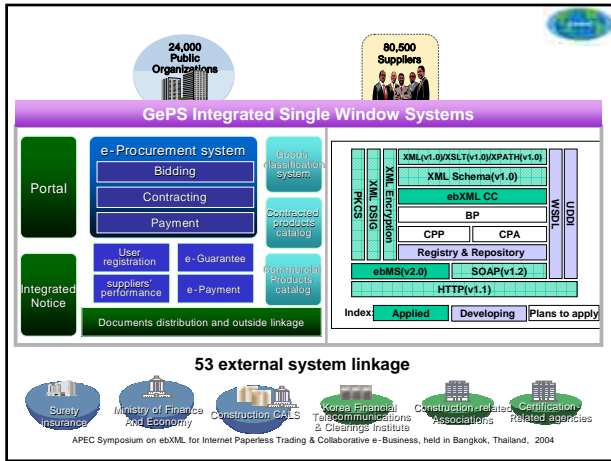 24,000
Public
Organizations
80,500
Suppliers
GePS Integrated Single Window Systems
Portal
Integrated
Notice
e-Procurement system
Bidding
Contracting
Payment
User
registration
e-Guarantee
suppliers'
performance
e-Payment
Documents distribution and outside linkage
Goods
classification
system
Contracted
products
catalog
Commercial
Products
catalog
PKCS
XML DSIG
XML Encryption
XML(v1.0)/XSLT(v1.0)/XPATH(v1.0)
XML Schema(v1.0)
ebXML CC
BP
CPP
CPA
Registry & Repository
WSDL
UDDI
ebMS(v2.0)
SOAP(v1.2)
HTTP(v1.1)
Index:
Applied
Developing
Plans to apply
53 external system linkage
Surety
insurance
Ministry of Finance
And Economy
Construction CALS
Korea Financial
Telecommunications
& Clearings Institute
Construction-related
Associations
Certification-
Related agencies
APEC Symposium on ebXML for Internet Paperless Trading & Collaborative e-Business, held in Bangkok, Thailand, 2004